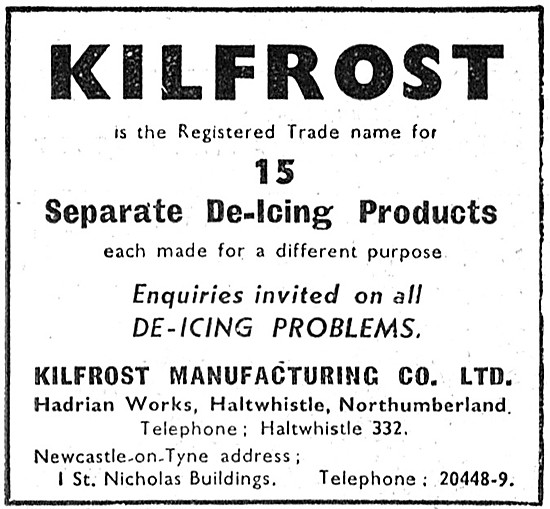 KILFROST
is the Registered Trade name for
15
Separate De-Icing Products
each made for a different purpose
Enquiries invited on all
DE-ICING PROBLEMS.
KILFROST MANUFACTURING CO. LTD.
Hadrian Works, Haltwhistle, Northumberland.
Telephone; Haltwhistle 332.
Newcastle-on-Tyne address;
1 St. Nicholas Buildings. Telephone: 20448-9.